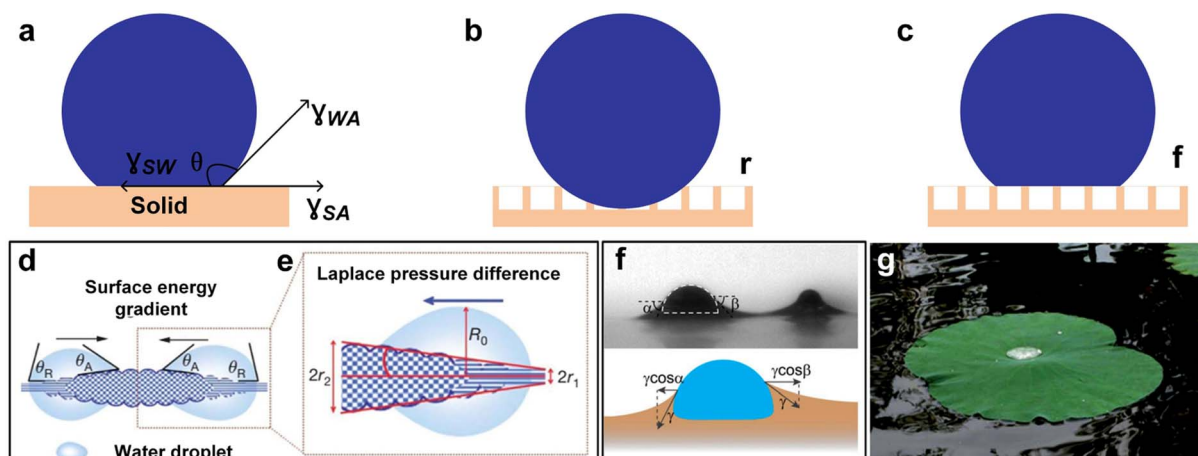 a
γWA
γSW
θ
Solid
γSA
b
r
c
f
d
Surface energy
gradient
θR
θA
θA
θR
Water droplet
e
Laplace pressure difference
R0
2r2
2r1
f
α
β
γcosα
γcosβ
γ
γ
g